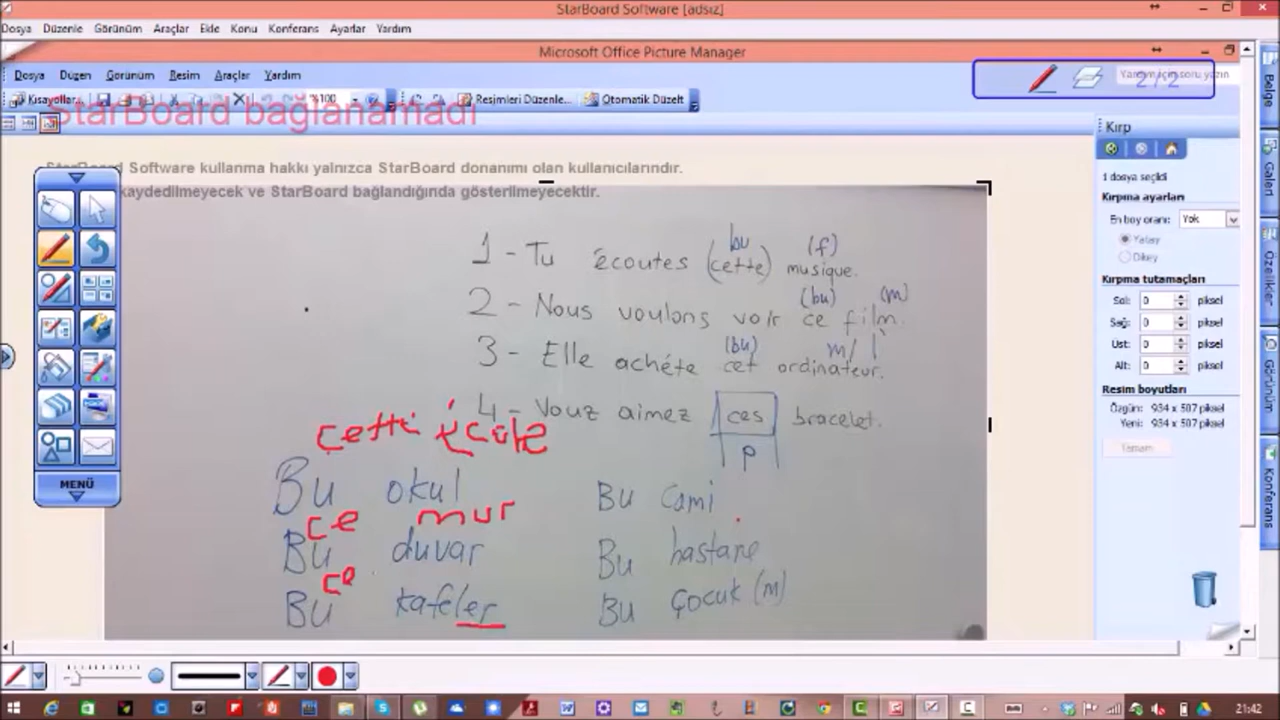 StarBoard Software [adsız]
Dosya Düzenle Görünüm Araçlar Ekle Konu Konferans Ayarlar Yardım
Microsoft Office Picture Manager
Dosya Düzen Görünüm Resim Araçlar Yardım
Yardım için soru yazın
2 / 2
Kısayollar... %100 Resimleri Düzenle... Otomatik Düzelt
StarBoard bağlanamadı
Kırp
StarBoard Software kullanma hakkı yalnızca StarBoard donanımı olan kullanıcılarındır.
kaydedilmeyecek ve StarBoard bağlandığında gösterilmeyecektir.
1 dosya seçildi
Kırpma ayarları
En boy oranı: Yok
Yatay
Dikey
Kırpma tutamaçları
Sol: 0 piksel
Sağ: 0 piksel
Üst: 0 piksel
Alt: 0 piksel
Resim boyutları
Özgün: 934 x 507 piksel
Yeni: 934 x 507 piksel
Tamam
Belge
Galeri
Özellikler
Görünüm
Konferans
bu (f)
1 - Tu écoutes (cette) musique.
(bu) (m)
2 - Nous voulons voir ce film.
(bu) m/ l'
3 - Elle achéte cet ordinateur.
4 - Vouz aimez ces bracelet.
p
Bu okul Bu cami
ce mur
Bu duvar Bu hastane
ce
Bu kafeler Bu çocuk (m)
MENÜ
21:42